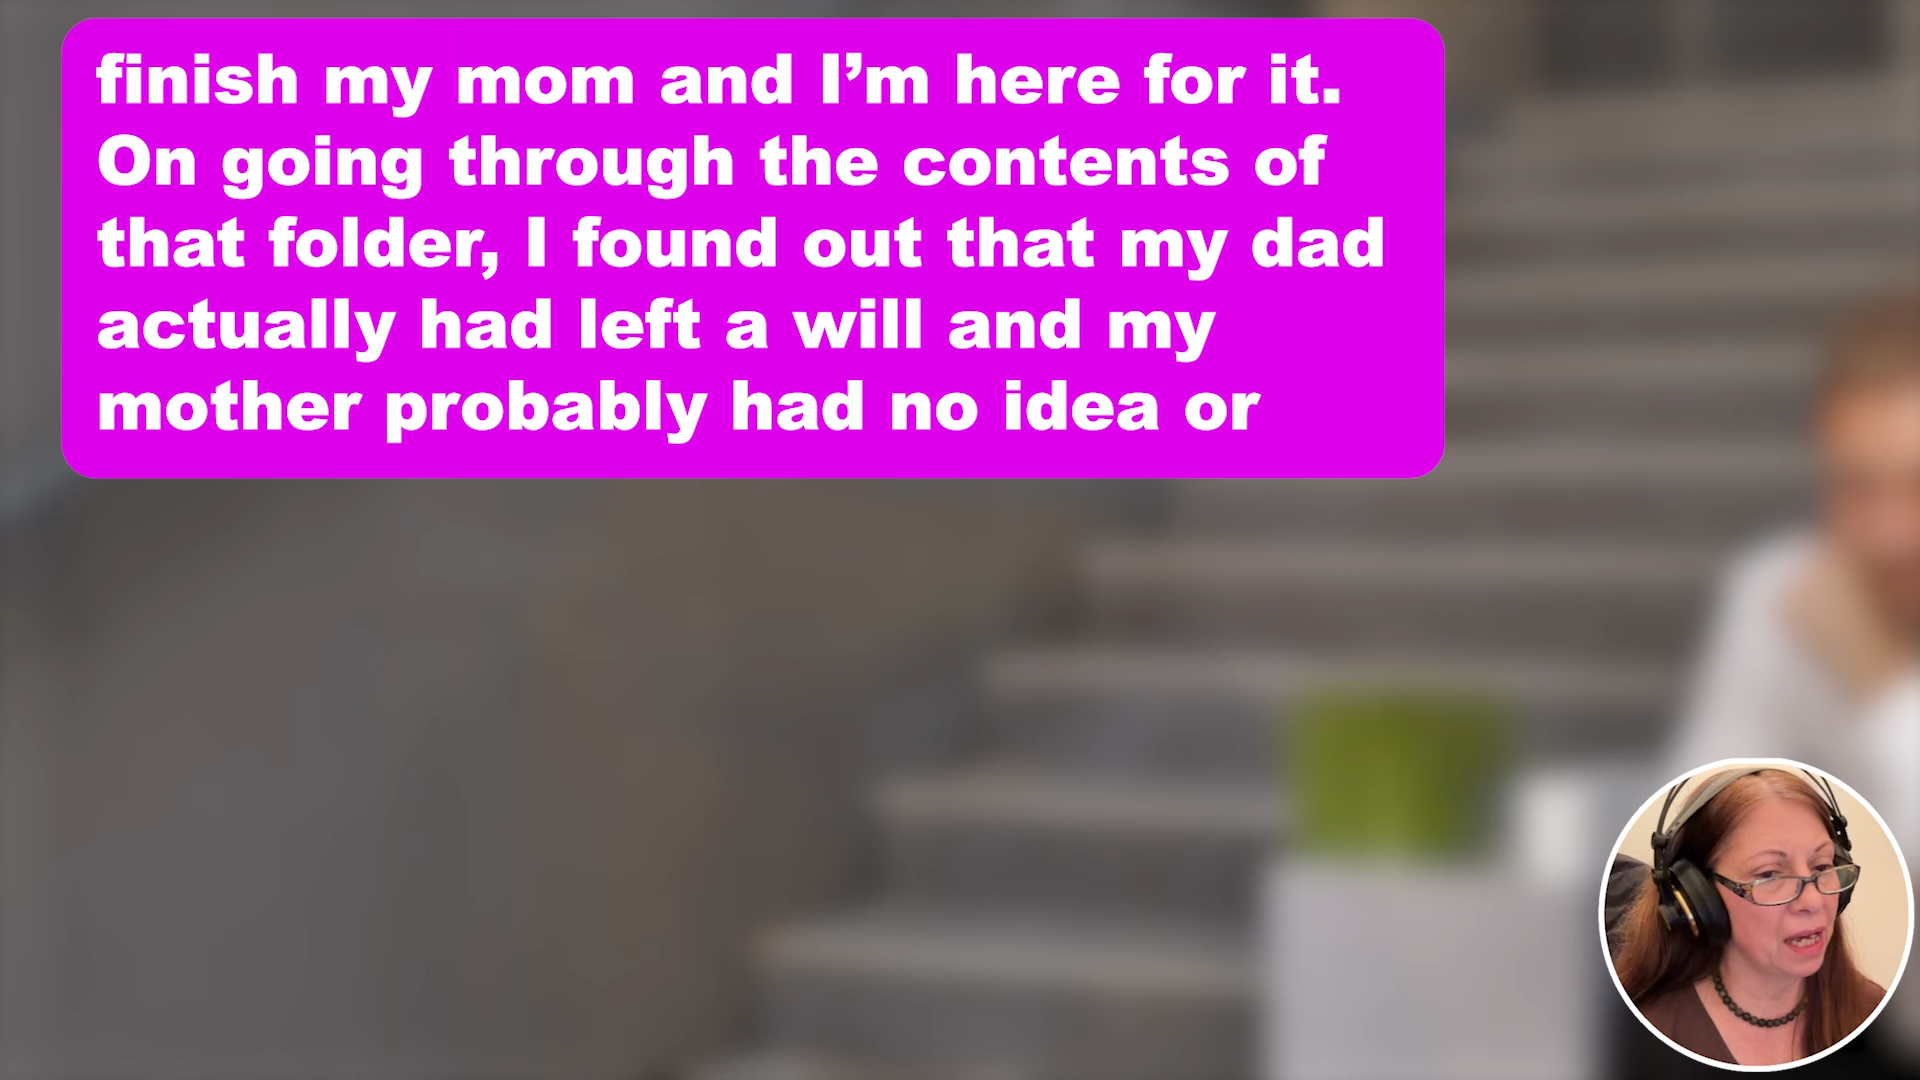 finish my mom and I’m here for it.
On going through the contents of
that folder, I found out that my dad
actually had left a will and my
mother probably had no idea or